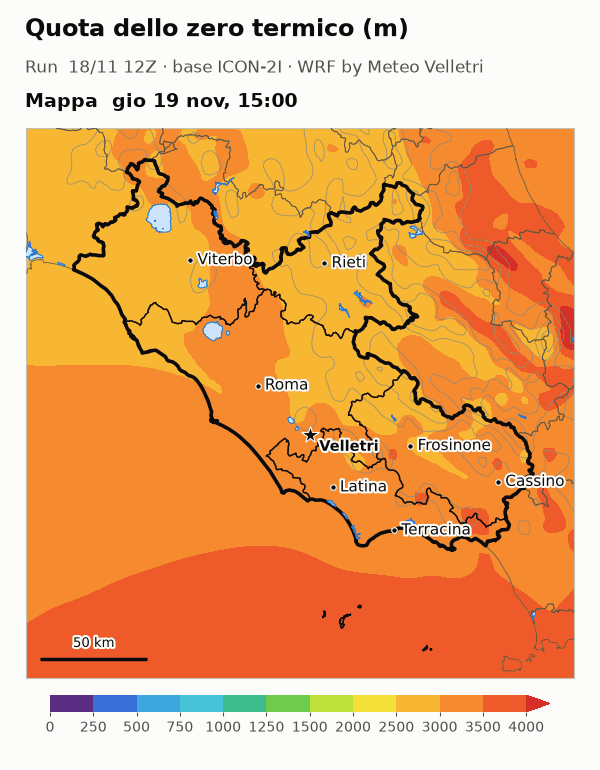 Quota dello zero termico (m)
Run  18/11 12Z · base ICON-2I · WRF by Meteo Velletri
Mappa  gio 19 nov, 15:00
Viterbo
Rieti
Roma
Velletri
Frosinone
Latina
Cassino
Terracina
50 km
0 250 500 750 1000 1250 1500 2000 2500 3000 3500 4000